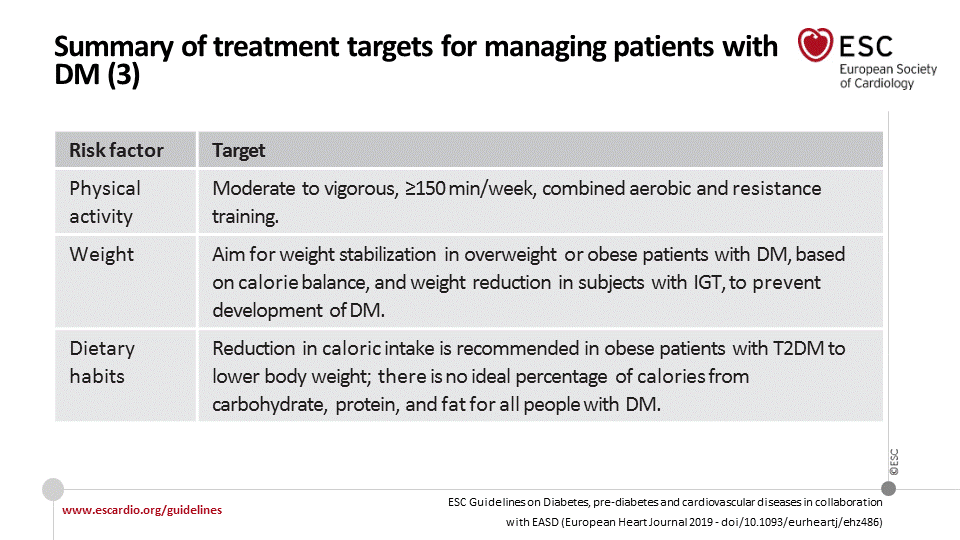 Summary of treatment targets for managing patients with
DM (3)
ESC
European Society
of Cardiology
Risk factor
Target
Physical
activity
Moderate to vigorous, ≥150 min/week, combined aerobic and resistance
training.
Weight
Aim for weight stabilization in overweight or obese patients with DM, based
on calorie balance, and weight reduction in subjects with IGT, to prevent
development of DM.
Dietary
habits
Reduction in caloric intake is recommended in obese patients with T2DM to
lower body weight; there is no ideal percentage of calories from
carbohydrate, protein, and fat for all people with DM.
©ESC
www.escardio.org/guidelines
ESC Guidelines on Diabetes, pre-diabetes and cardiovascular diseases in collaboration
with EASD (European Heart Journal 2019 - doi/10.1093/eurheartj/ehz486)